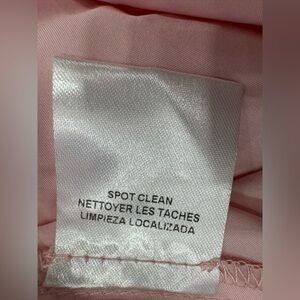 SPOT CLEAN
NETTOYER LES TACHES
LIMPIEZA LOCALIZADA